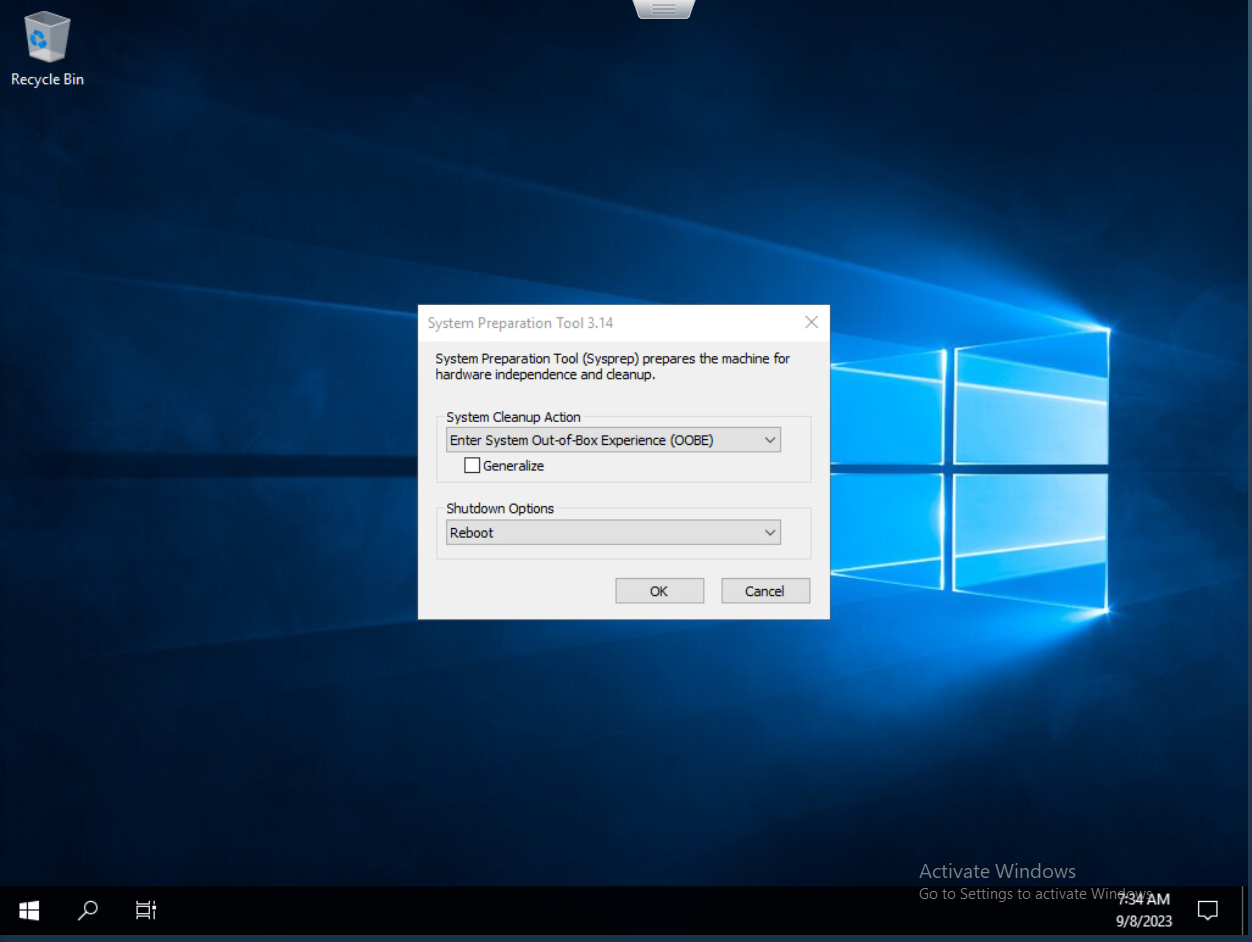 Recycle Bin
System Preparation Tool 3.14
System Preparation Tool (Sysprep) prepares the machine for
hardware independence and cleanup.
System Cleanup Action
Enter System Out-of-Box Experience (OOBE)
Generalize
Shutdown Options
Reboot
OK
Cancel
Activate Windows
Go to Settings to activate Windows.
7:34 AM
9/8/2023